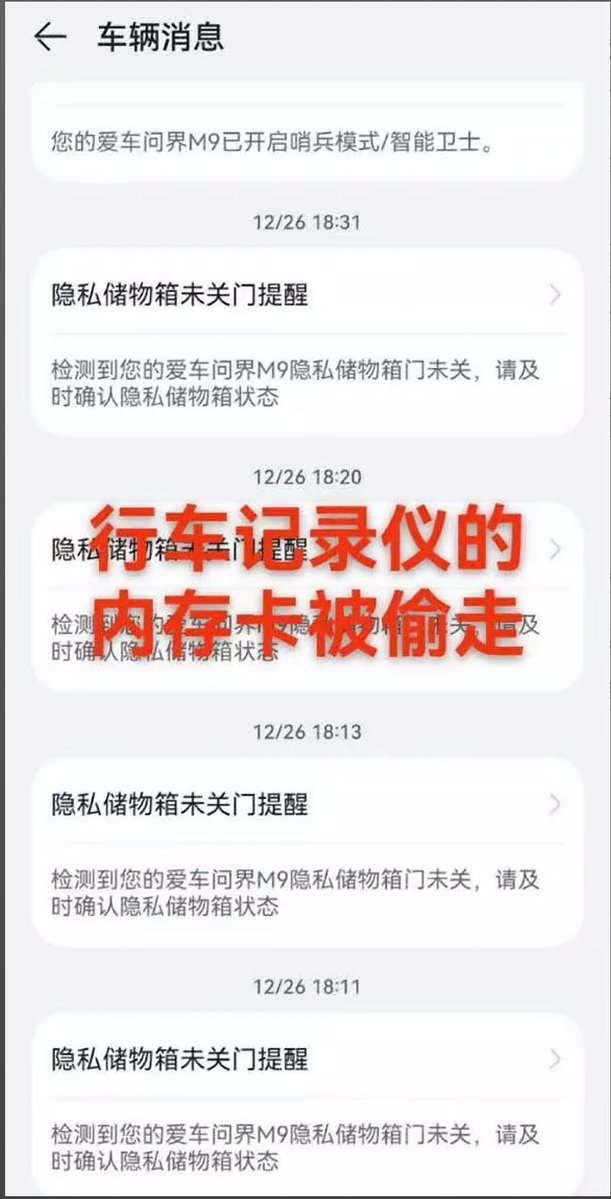 车辆消息
您的爱车问界M9已开启哨兵模式/智能卫士。
12/26 18:31
隐私储物箱未关门提醒
检测到您的爱车问界M9隐私储物箱门未关，请及
时确认隐私储物箱状态
12/26 18:20
隐私储物箱未关门提醒
行车记录仪的
内存卡被偷走
检测到您的爱车问界M9隐私储物箱门未关，请及
时确认隐私储物箱状态
12/26 18:13
隐私储物箱未关门提醒
检测到您的爱车问界M9隐私储物箱门未关，请及
时确认隐私储物箱状态
12/26 18:11
隐私储物箱未关门提醒
检测到您的爱车问界M9隐私储物箱门未关，请及
时确认隐私储物箱状态